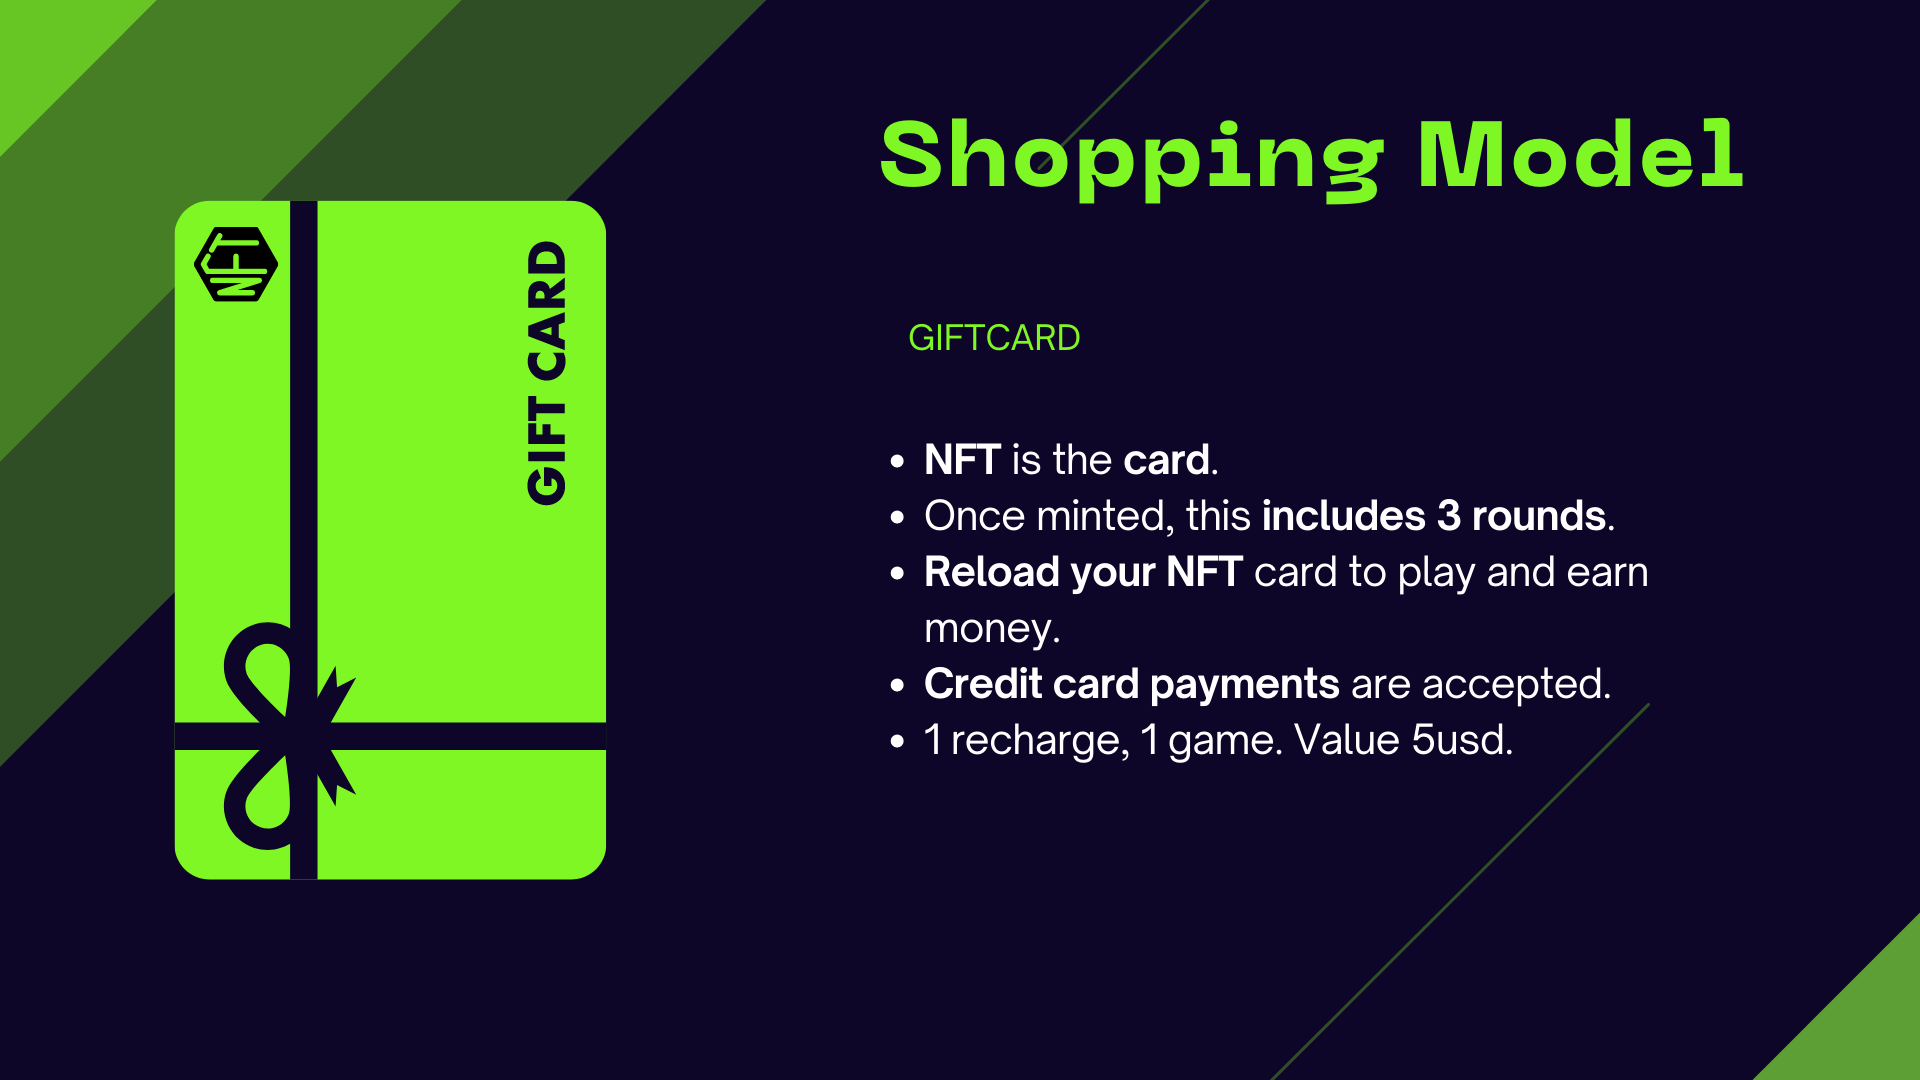 NFT
GIFT CARD
Shopping Model
GIFTCARD
• NFT is the card.
• Once minted, this includes 3 rounds.
• Reload your NFT card to play and earn
money.
• Credit card payments are accepted.
• 1 recharge, 1 game. Value 5usd.